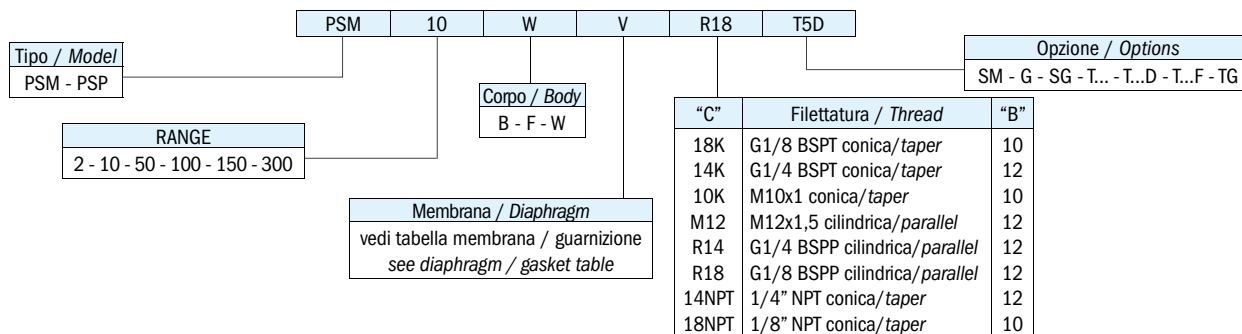 PSM 10 W V R18 T5D
Tipo / Model
PSM - PSP
Opzione / Options
SM - G - SG - T... - T...D - T...F - TG
Corpo / Body
B - F - W
RANGE
2 - 10 - 50 - 100 - 150 - 300
Membrana / Diaphragm
vedi tabella membrana / guarnizione
see diaphragm / gasket table
“C” Filettatura / Thread “B”
18K G1/8 BSPT conica/taper 10
14K G1/4 BSPT conica/taper 12
10K M10x1 conica/taper 10
M12 M12x1,5 cilindrica/parallel 12
R14 G1/4 BSPP cilindrica/parallel 12
R18 G1/8 BSPP cilindrica/parallel 12
14NPT 1/4” NPT conica/taper 12
18NPT 1/8” NPT conica/taper 10